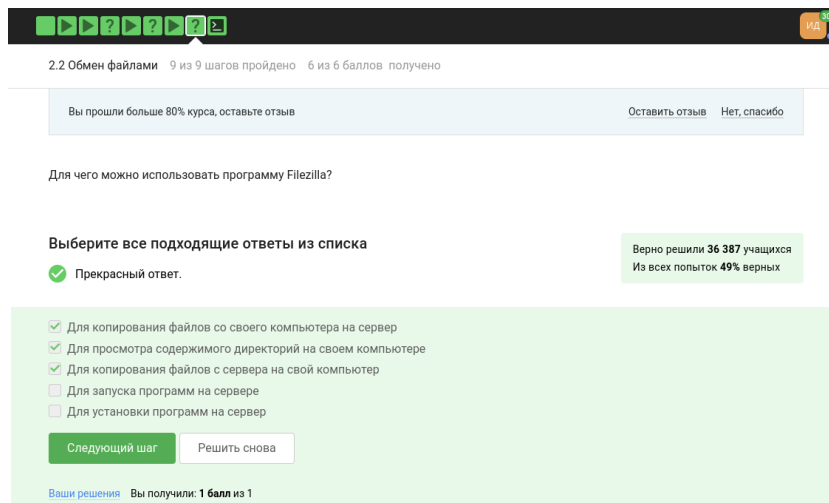 ИД
30
2.2 Обмен файлами 9 из 9 шагов пройдено 6 из 6 баллов получено
Вы прошли больше 80% курса, оставьте отзыв Оставить отзыв Нет, спасибо
Для чего можно использовать программу Filezilla?
Выберите все подходящие ответы из списка
Верно решили 36 387 учащихся
Из всех попыток 49% верных
Прекрасный ответ.
Для копирования файлов со своего компьютера на сервер
Для просмотра содержимого директорий на своем компьютере
Для копирования файлов с сервера на свой компьютер
Для запуска программ на сервере
Для установки программ на сервер
Следующий шаг Решить снова
Ваши решения Вы получили: 1 балл из 1